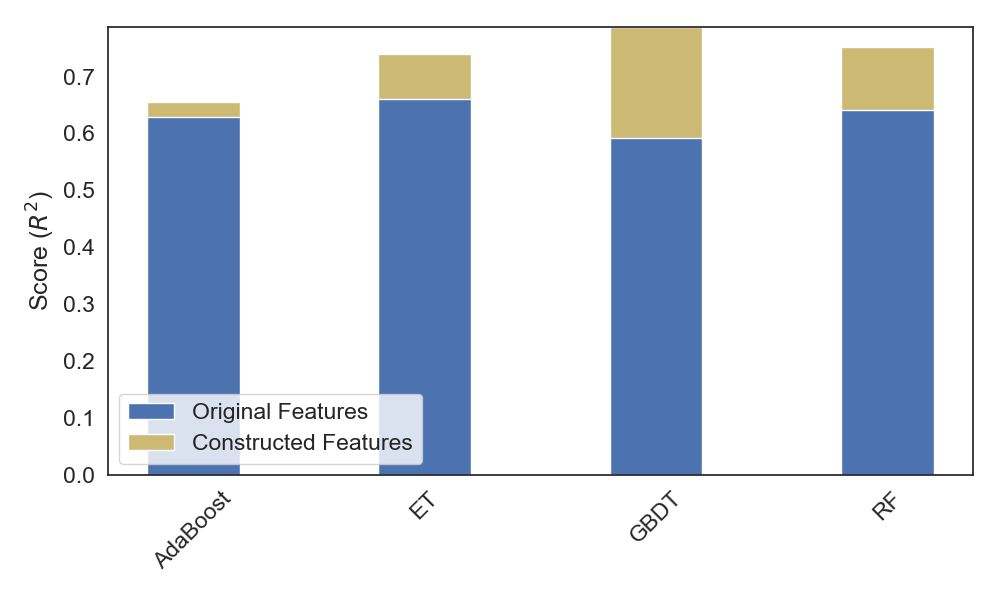 Score (R²)
0.7
0.6
0.5
0.4
0.3
0.2
0.1
0.0
Original Features
Constructed Features
AdaBoost
ET
GBDT
RF